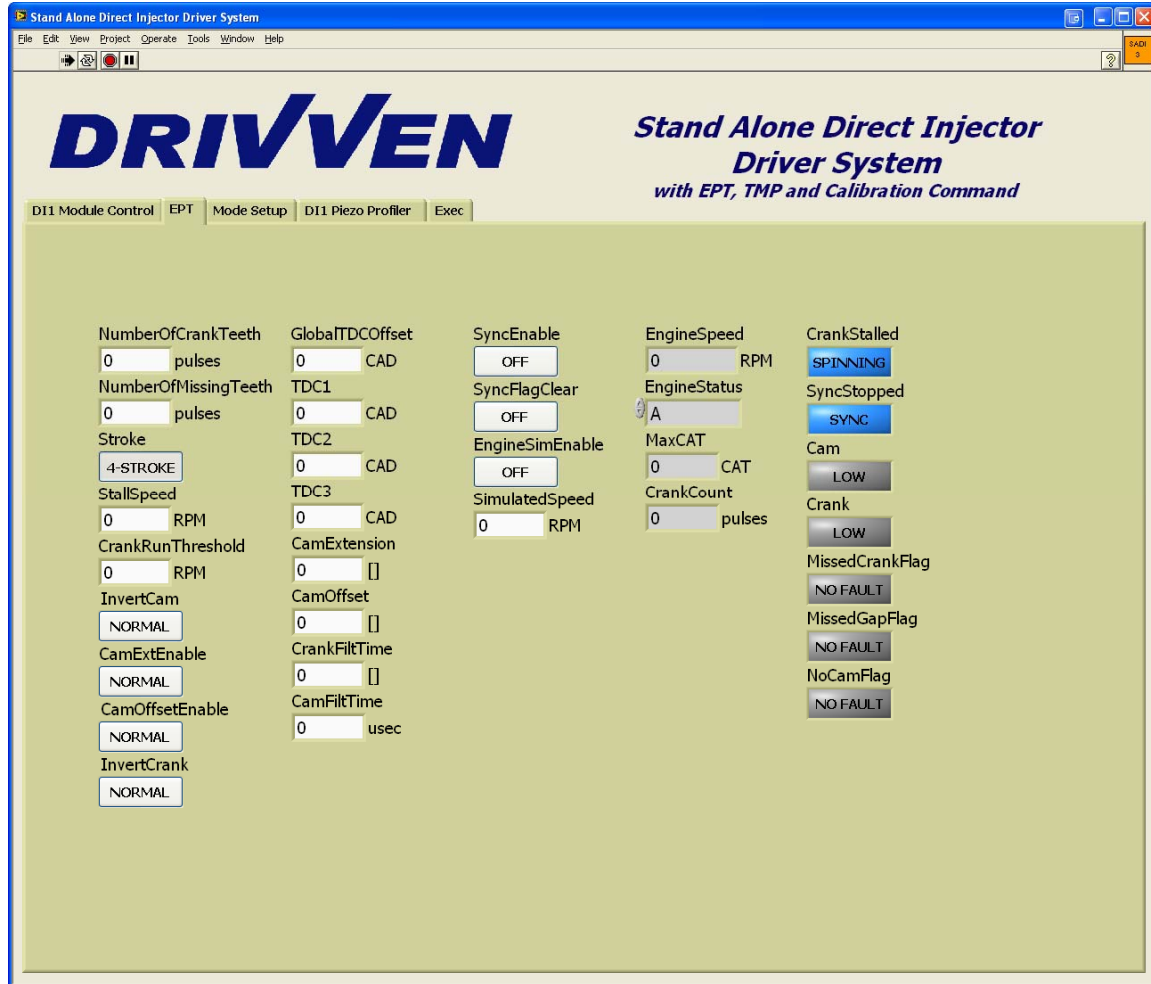 Stand Alone Direct Injector Driver System
File Edit View Project Operate Tools Window Help
SADI
3
DRIVVEN
Stand Alone Direct Injector
Driver System
with EPT, TMP and Calibration Command
DI1 Module Control EPT Mode Setup DI1 Piezo Profiler Exec
NumberOfCrankTeeth
0 pulses
NumberOfMissingTeeth
0 pulses
Stroke
4-STROKE
StallSpeed
0 RPM
CrankRunThreshold
0 RPM
InvertCam
NORMAL
CamExtEnable
NORMAL
CamOffsetEnable
NORMAL
InvertCrank
NORMAL
GlobalTDCOffset
0 CAD
TDC1
0 CAD
TDC2
0 CAD
TDC3
0 CAD
CamExtension
0 []
CamOffset
0 []
CrankFiltTime
0 []
CamFiltTime
0 usec
SyncEnable
OFF
SyncFlagClear
OFF
EngineSimEnable
OFF
SimulatedSpeed
0 RPM
EngineSpeed
0 RPM
EngineStatus
A
MaxCAT
0 CAT
CrankCount
0 pulses
CrankStalled
SPINNING
SyncStopped
SYNC
Cam
LOW
Crank
LOW
MissedCrankFlag
NO FAULT
MissedGapFlag
NO FAULT
NoCamFlag
NO FAULT